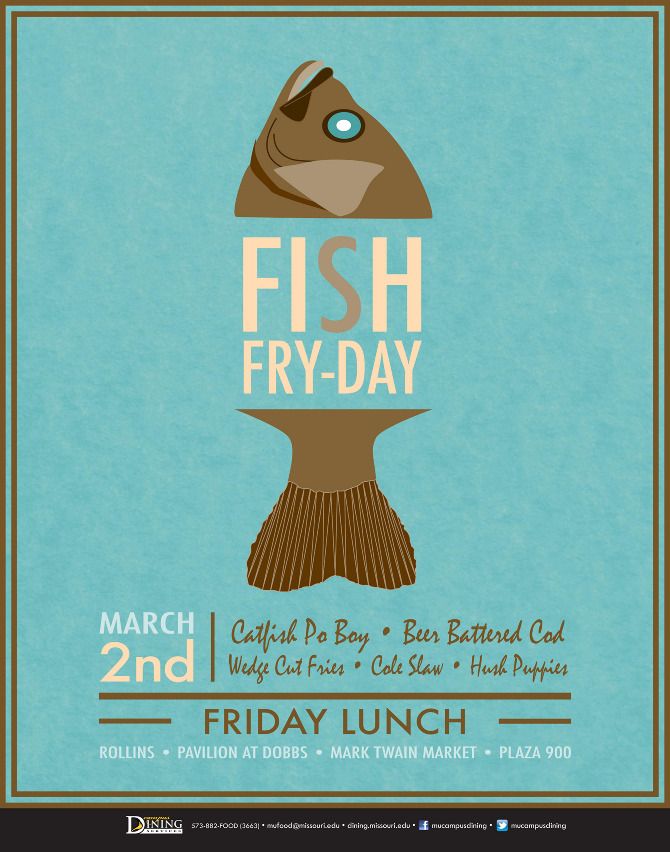 FISH
FRY-DAY
MARCH
2nd
Catfish Po Boy • Beer Battered Cod
Wedge Cut Fries • Cole Slaw • Hush Puppies
FRIDAY LUNCH
ROLLINS • PAVILION AT DOBBS • MARK TWAIN MARKET • PLAZA 900
DINING SERVICES 573-882-FOOD (3663) • mufood@missouri.edu • dining.missouri.edu • f mucampusdining • mucampusdining